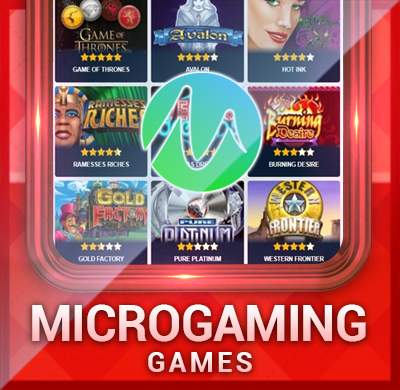 GAME OF
THRONES
Avalon
GAME OF THRONES
AVALON
HOT INK
RAMESSES
RICHES
Burning
Desire
RAMESSES RICHES
BURNING DESIRE
GOLD
FACTORY
PURE
PLATINUM
WESTERN
FRONTIER
GOLD FACTORY
PURE PLATINUM
WESTERN FRONTIER
MICROGAMING
GAMES